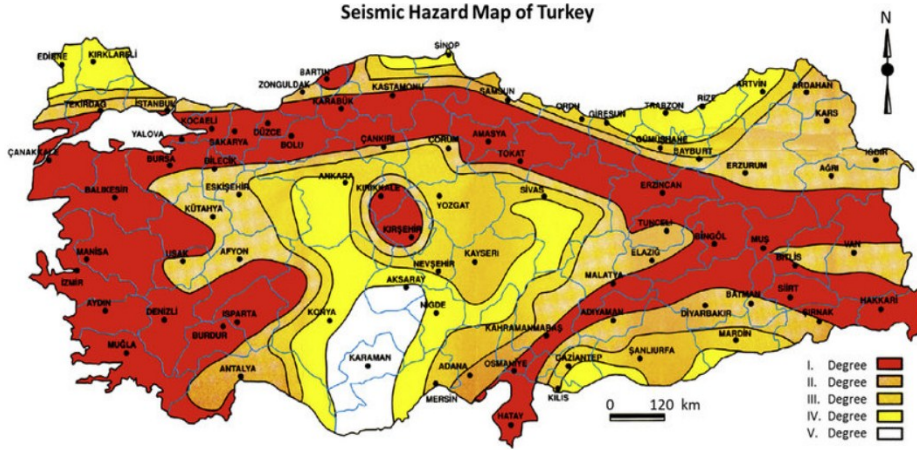 Seismic Hazard Map of Turkey
N
SİNOP
EDİRNE
KIRKLARELİ
BARTIN
ZONGULDAK
KASTAMONU
ARTVİN
ARDAHAN
TEKİRDAĞ
İSTANBUL
KARABÜK
SAMSUN
ORDU
GİRESUN
TRABZON
RİZE
KARS
KOCAELİ
YALOVA
SAKARYA
DÜZCE
BOLU
ÇANKIRI
ÇORUM
AMASYA
TOKAT
GÜMÜŞHANE
BAYBURT
ERZURUM
IĞDIR
AĞRI
ÇANAKKALE
BURSA
BİLECİK
ESKİŞEHİR
ANKARA
KIRIKKALE
YOZGAT
SİVAS
ERZİNCAN
BALIKESİR
KÜTAHYA
KIRŞEHİR
TUNCELİ
BİNGÖL
MUŞ
MANİSA
UŞAK
AFYON
NEVŞEHİR
KAYSERİ
ELAZIĞ
BİTLİS
VAN
İZMİR
AKSARAY
MALATYA
AYDIN
DENİZLİ
ISPARTA
BURDUR
KONYA
NİĞDE
KAHRAMANMARAŞ
ADIYAMAN
DİYARBAKIR
BATMAN
SİİRT
HAKKARİ
ŞIRNAK
MARDİN
MUĞLA
ANTALYA
KARAMAN
ADANA
MERSİN
OSMANİYE
GAZİANTEP
ŞANLIURFA
KİLİS
HATAY
0 120 km
I. Degree
II. Degree
III. Degree
IV. Degree
V. Degree